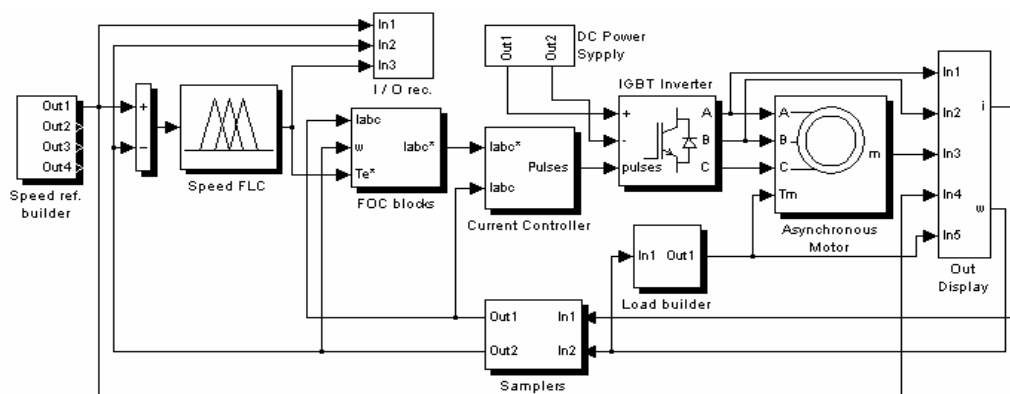 In1
In2
In3
I / O rec.
Out1
Out2
DC Power
Sypply
IGBT Inverter
Out1
Out2
Out3
Out4
Speed ref.
builder
+
−
Speed FLC
Iabc
w
Te*
Iabc*
FOC blocks
Iabc*
Iabc
Pulses
Current Controller
+
-
pulses
A
B
C
A
B
C
Tm
m
Asynchronous
Motor
In1
In2
In3
In4
In5
i
w
Out
Display
In1
Out1
Load builder
Out1
Out2
In1
In2
Samplers